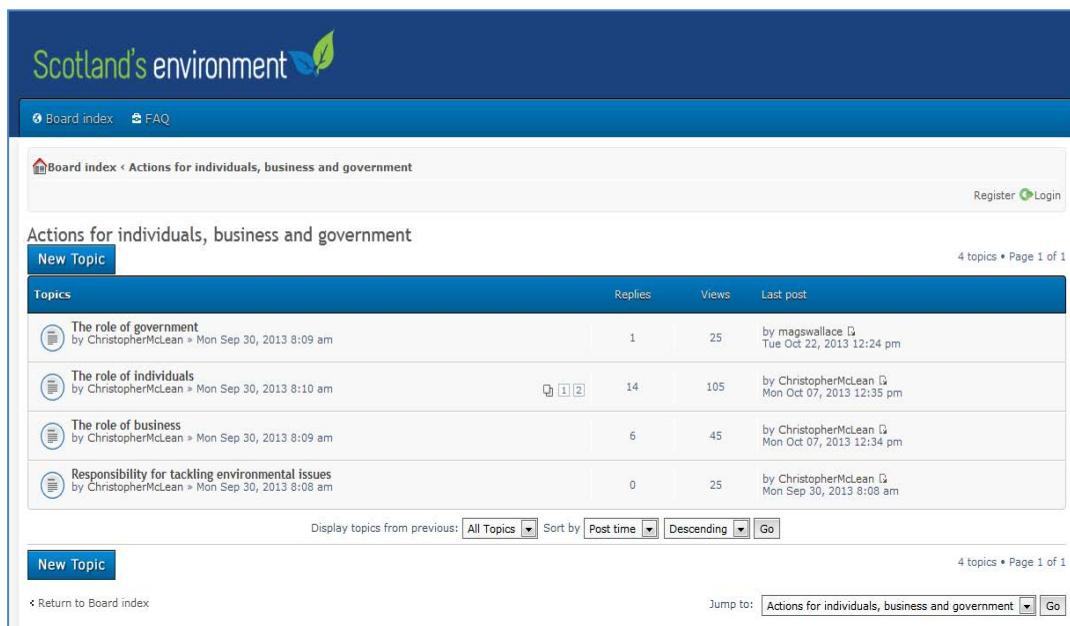 Scotland's environment
Board index FAQ
Board index ‹ Actions for individuals, business and government
Register Login
Actions for individuals, business and government
New Topic 4 topics • Page 1 of 1
Topics Replies Views Last post
The role of government
by ChristopherMcLean » Mon Sep 30, 2013 8:09 am
1 25
by magswallace
Tue Oct 22, 2013 12:24 pm
The role of individuals
by ChristopherMcLean » Mon Sep 30, 2013 8:10 am
1 2 14 105
by ChristopherMcLean
Mon Oct 07, 2013 12:35 pm
The role of business
by ChristopherMcLean » Mon Sep 30, 2013 8:09 am
6 45
by ChristopherMcLean
Mon Oct 07, 2013 12:34 pm
Responsibility for tackling environmental issues
by ChristopherMcLean » Mon Sep 30, 2013 8:08 am
0 25
by ChristopherMcLean
Mon Sep 30, 2013 8:08 am
Display topics from previous: All Topics Sort by Post time Descending Go
New Topic 4 topics • Page 1 of 1
‹ Return to Board index Jump to: Actions for individuals, business and government Go